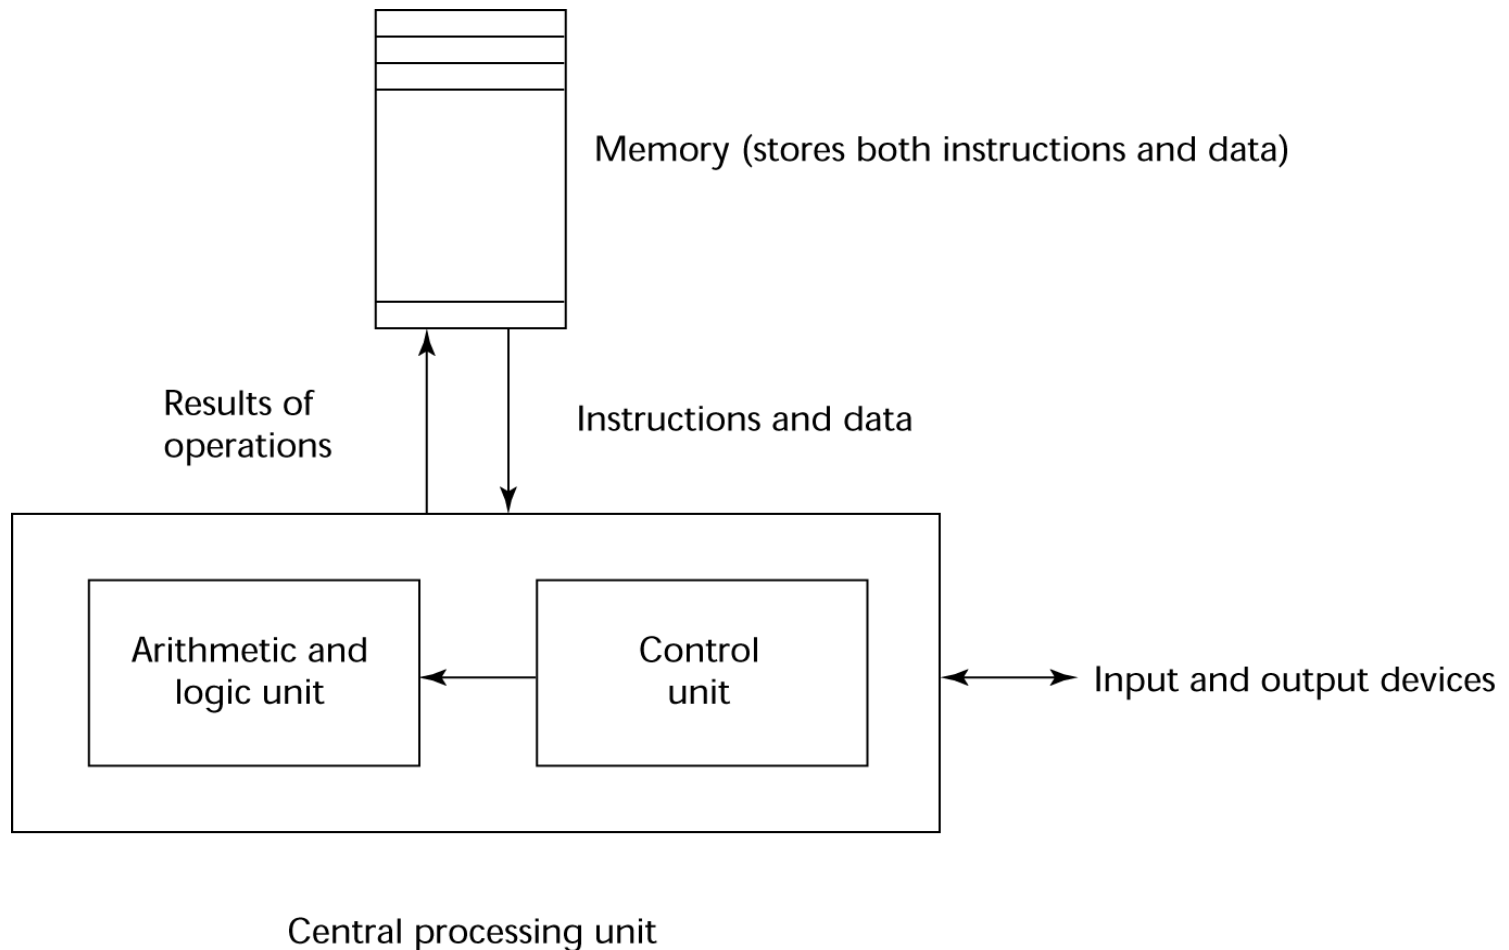 Memory (stores both instructions and data)
Results of
operations
Instructions and data
Arithmetic and
logic unit
Control
unit
Input and output devices
Central processing unit